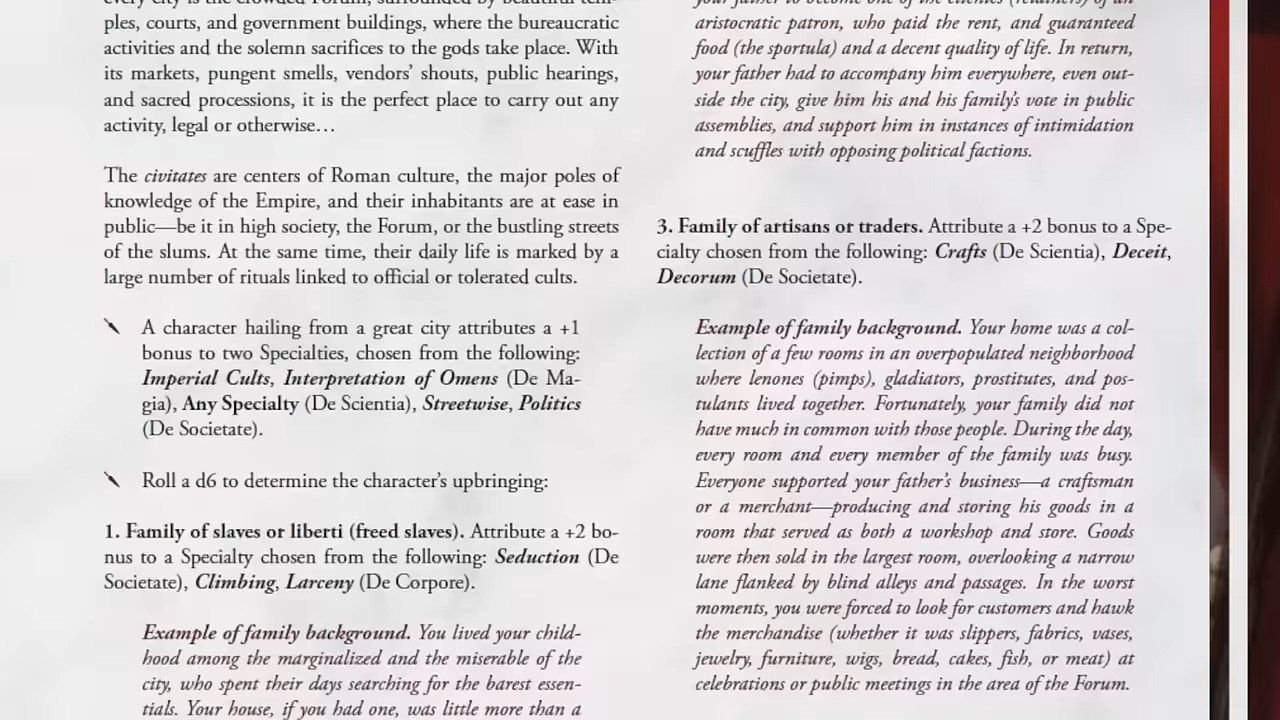 every city is the crowded Forum, surrounded by beautiful tem-
ples, courts, and government buildings, where the bureaucratic
activities and the solemn sacrifices to the gods take place. With
its markets, pungent smells, vendors’ shouts, public hearings,
and sacred processions, it is the perfect place to carry out any
activity, legal or otherwise…
The civitates are centers of Roman culture, the major poles of
knowledge of the Empire, and their inhabitants are at ease in
public—be it in high society, the Forum, or the bustling streets
of the slums. At the same time, their daily life is marked by a
large number of rituals linked to official or tolerated cults.
A character hailing from a great city attributes a +1
bonus to two Specialties, chosen from the following:
Imperial Cults, Interpretation of Omens (De Ma-
gia), Any Specialty (De Scientia), Streetwise, Politics
(De Societate).
Roll a d6 to determine the character’s upbringing:
1. Family of slaves or liberti (freed slaves). Attribute a +2 bo-
nus to a Specialty chosen from the following: Seduction (De
Societate), Climbing, Larceny (De Corpore).
Example of family background. You lived your child-
hood among the marginalized and the miserable of the
city, who spent their days searching for the barest essen-
tials. Your house, if you had one, was little more than a
your father to become one of the clientes (retainers) of an
aristocratic patron, who paid the rent, and guaranteed
food (the sportula) and a decent quality of life. In return,
your father had to accompany him everywhere, even out-
side the city, give him his and his family’s vote in public
assemblies, and support him in instances of intimidation
and scuffles with opposing political factions.
3. Family of artisans or traders. Attribute a +2 bonus to a Spe-
cialty chosen from the following: Crafts (De Scientia), Deceit,
Decorum (De Societate).
Example of family background. Your home was a col-
lection of a few rooms in an overpopulated neighborhood
where lenones (pimps), gladiators, prostitutes, and pos-
tulants lived together. Fortunately, your family did not
have much in common with those people. During the day,
every room and every member of the family was busy.
Everyone supported your father’s business—a craftsman
or a merchant—producing and storing his goods in a
room that served as both a workshop and store. Goods
were then sold in the largest room, overlooking a narrow
lane flanked by blind alleys and passages. In the worst
moments, you were forced to look for customers and hawk
the merchandise (whether it was slippers, fabrics, vases,
jewelry, furniture, wigs, bread, cakes, fish, or meat) at
celebrations or public meetings in the area of the Forum.